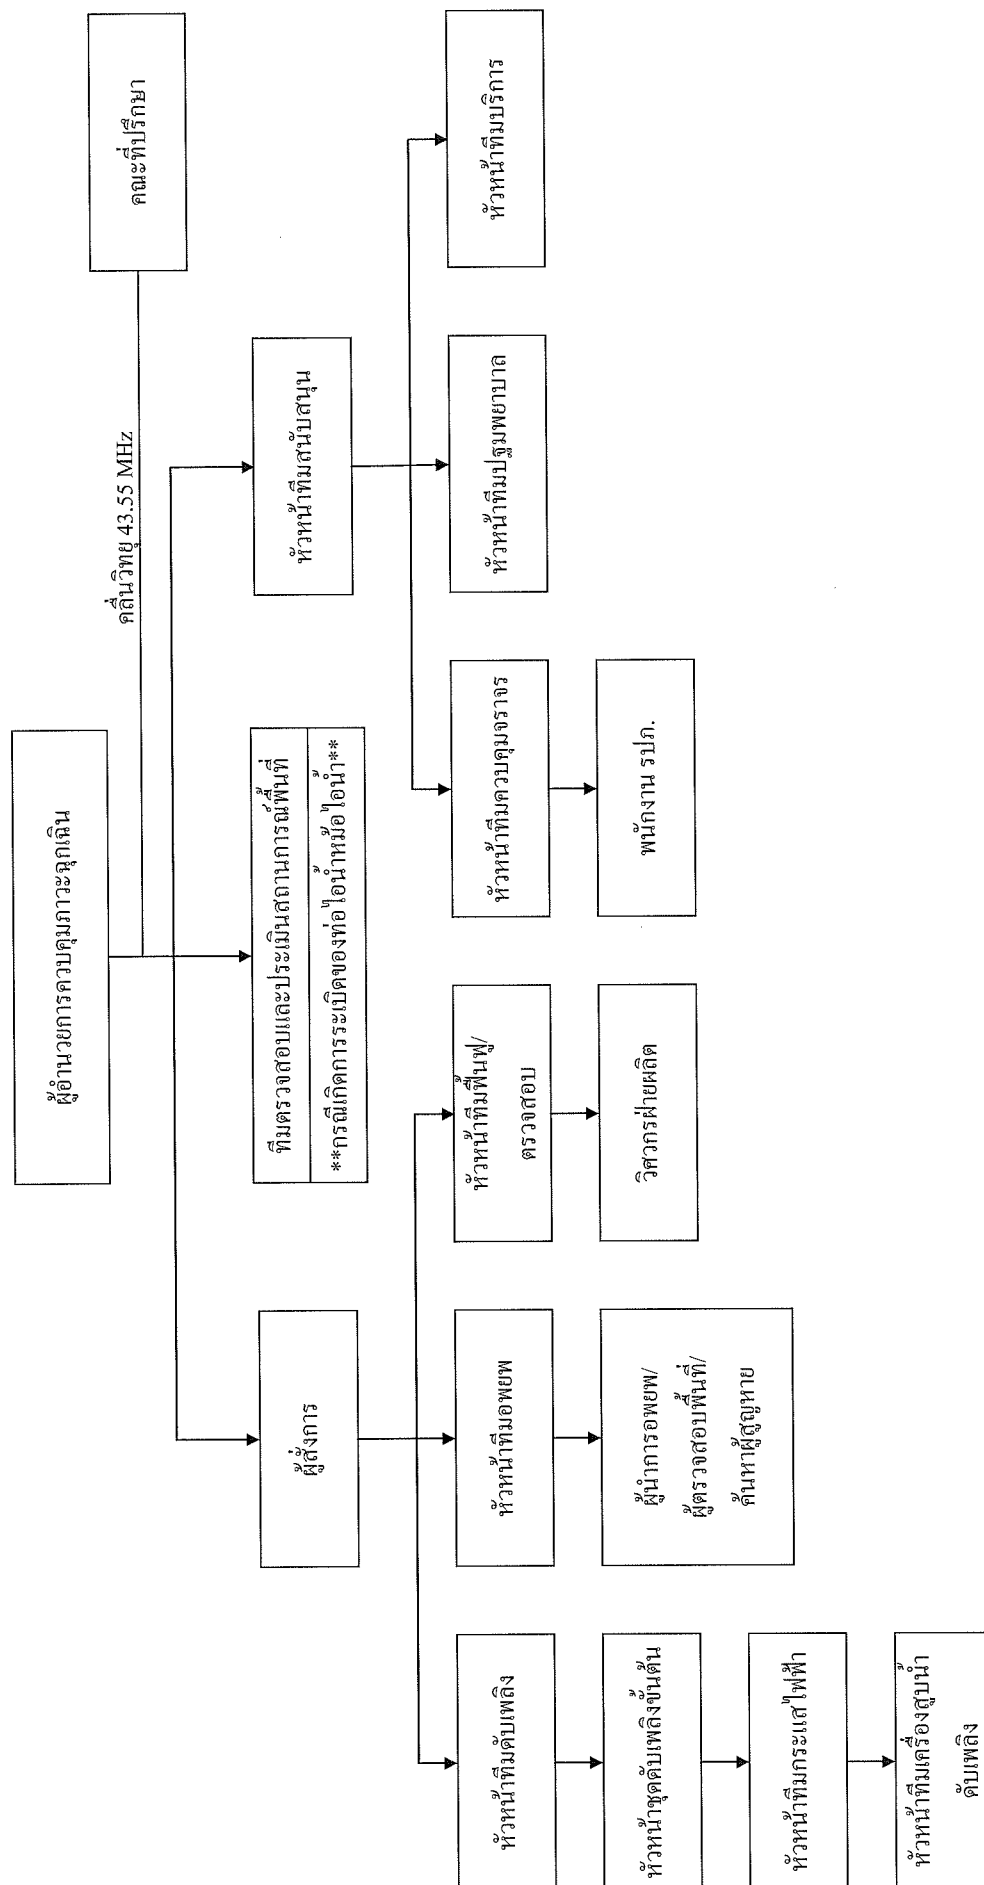 ผู้อำนวยการควบคุมภาวะฉุกเฉิน
คณะที่ปรึกษา
คลื่นวิทยุ 43.55 MHz
ผู้สั่งการ
ทีมตรวจสอบและประเมินสถานการณ์พื้นที่
**กรณีเกิดการระเบิดของท่อไอน้ำหม้อไอน้ำ**
หัวหน้าทีมสนับสนุน
หัวหน้าทีมดับเพลิง
หัวหน้าทีมอพยพ
หัวหน้าทีมฟื้นฟู/
ตรวจสอบ
หัวหน้าทีมควบคุมจราจร
หัวหน้าทีมปฐมพยาบาล
หัวหน้าทีมบริการ
หัวหน้าชุดดับเพลิงขั้นต้น
ผู้นำการอพยพ/
ผู้ตรวจสอบพื้นที่/
ค้นหาผู้สูญหาย
วิศวกรฝ่ายผลิต
พนักงาน รปภ.
หัวหน้าทีมกระแสไฟฟ้า
หัวหน้าทีมเครื่องสูบน้ำ
ดับเพลิง